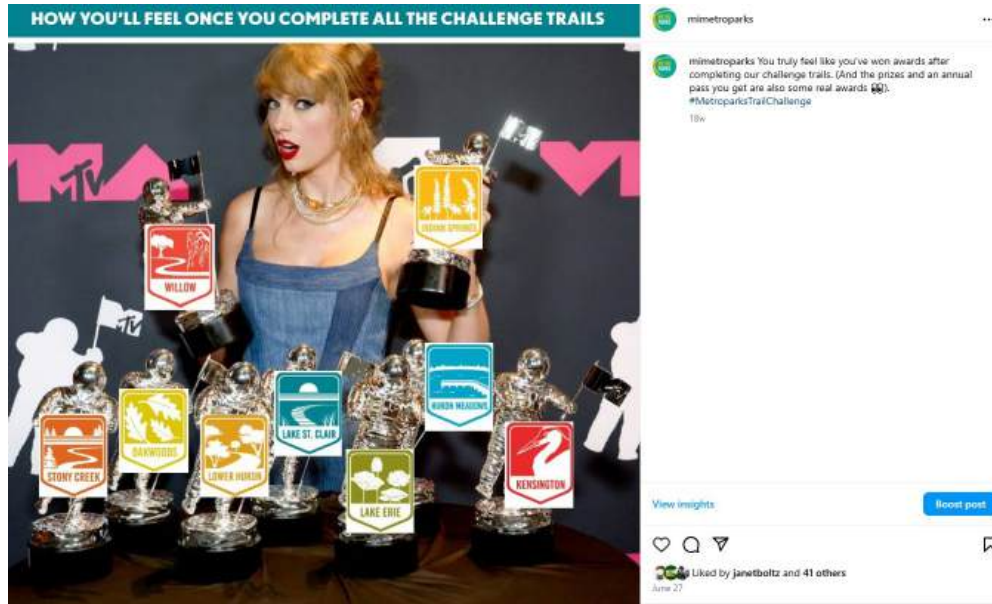 HOW YOU'LL FEEL ONCE YOU COMPLETE ALL THE CHALLENGE TRAILS
MTV
WILLOW
INDIAN SPRINGS
STONY CREEK
OAKWOODS
LOWER HURON
LAKE ST. CLAIR
LAKE ERIE
HURON MEADOWS
KENSINGTON
mimetroparks
mimetroparks You truly feel like you've won awards after
completing our challenge trails. (And the prizes and an annual
pass you get are also some real awards 👀).
#MetroparksTrailChallenge
18w
View insights
Boost post
Liked by janetboltz and 41 others
June 27